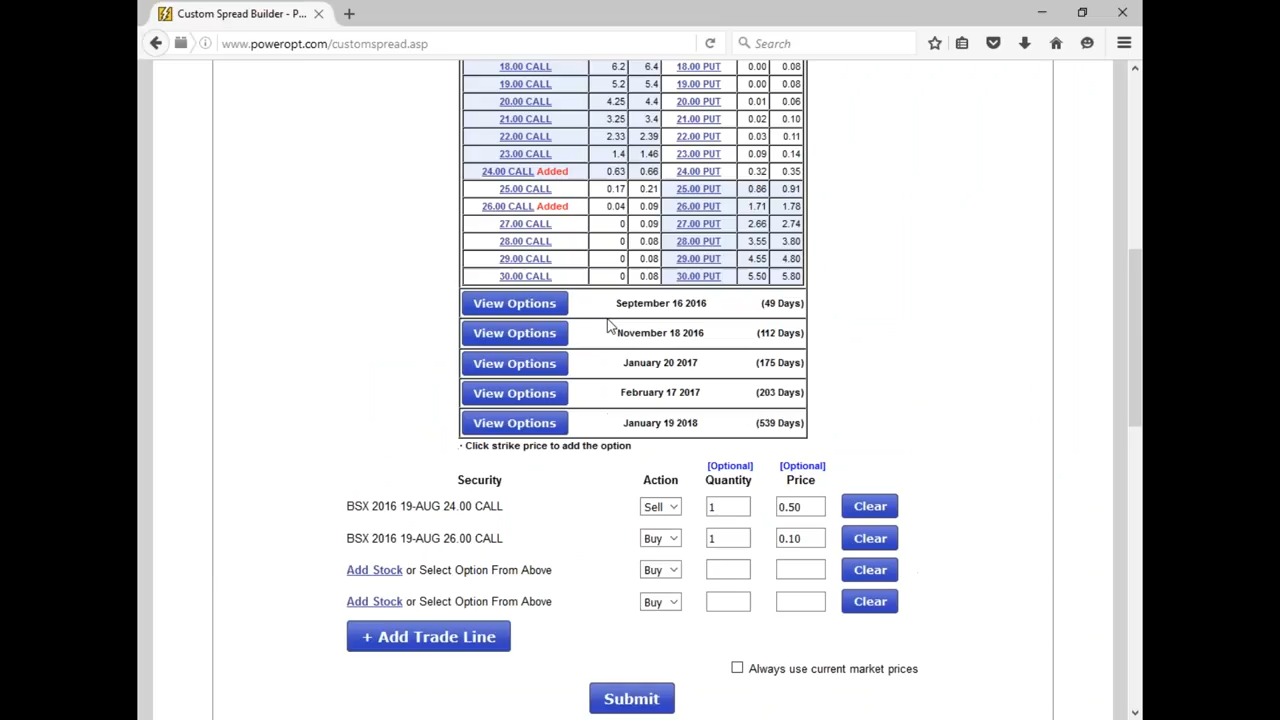 Custom Spread Builder - P...
www.poweropt.com/customspread.asp
Search
18.00 CALL 6.2 6.4 18.00 PUT 0.00 0.08
19.00 CALL 5.2 5.4 19.00 PUT 0.00 0.08
20.00 CALL 4.25 4.4 20.00 PUT 0.01 0.06
21.00 CALL 3.25 3.4 21.00 PUT 0.02 0.10
22.00 CALL 2.33 2.39 22.00 PUT 0.03 0.11
23.00 CALL 1.4 1.46 23.00 PUT 0.09 0.14
24.00 CALL Added 0.63 0.66 24.00 PUT 0.32 0.35
25.00 CALL 0.17 0.21 25.00 PUT 0.86 0.91
26.00 CALL Added 0.04 0.09 26.00 PUT 1.71 1.78
27.00 CALL 0 0.09 27.00 PUT 2.66 2.74
28.00 CALL 0 0.08 28.00 PUT 3.55 3.80
29.00 CALL 0 0.08 29.00 PUT 4.55 4.80
30.00 CALL 0 0.08 30.00 PUT 5.50 5.80
View Options September 16 2016 (49 Days)
View Options November 18 2016 (112 Days)
View Options January 20 2017 (175 Days)
View Options February 17 2017 (203 Days)
View Options January 19 2018 (539 Days)
· Click strike price to add the option
[Optional] [Optional]
Security Action Quantity Price
BSX 2016 19-AUG 24.00 CALL Sell 1 0.50 Clear
BSX 2016 19-AUG 26.00 CALL Buy 1 0.10 Clear
Add Stock or Select Option From Above Buy Clear
Add Stock or Select Option From Above Buy Clear
+ Add Trade Line
Always use current market prices
Submit